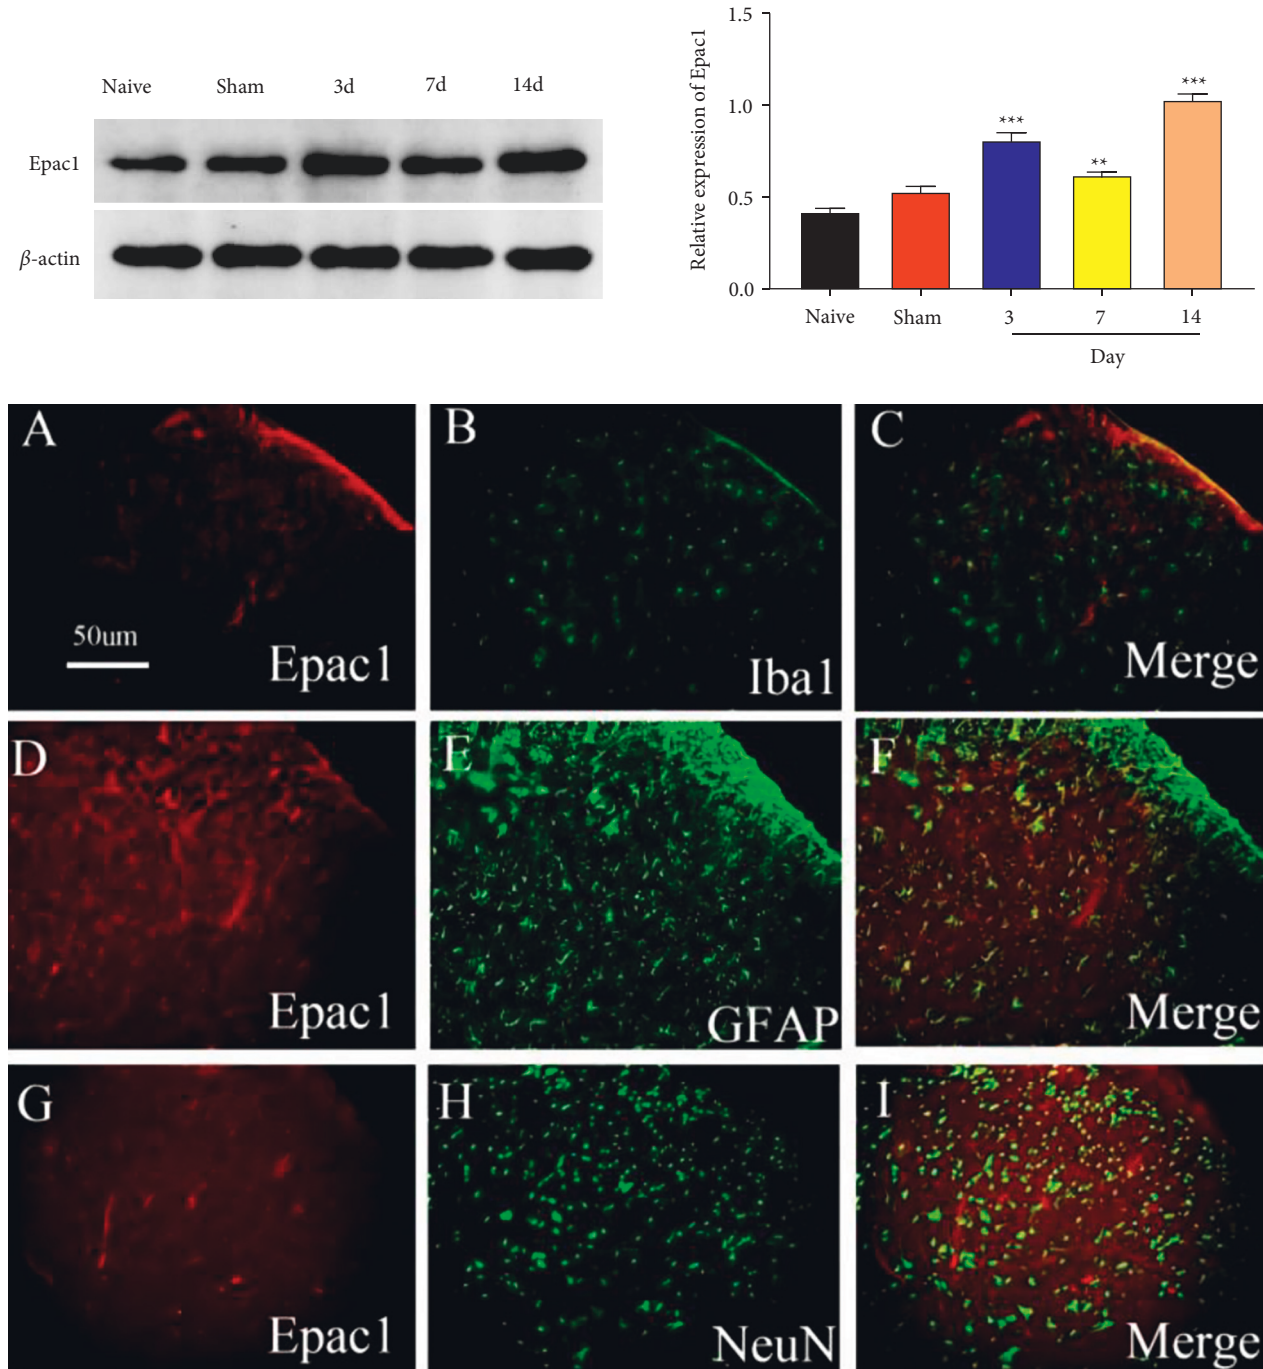 Naive Sham 3d 7d 14d
Epac1
β-actin
Relative expression of Epac1
1.5
1.0
0.5
0.0
***
**
***
Naive Sham 3 7 14
Day
A
50um
Epac1
B
Iba1
C
Merge
D
Epac1
E
GFAP
F
Merge
G
Epac1
H
NeuN
I
Merge